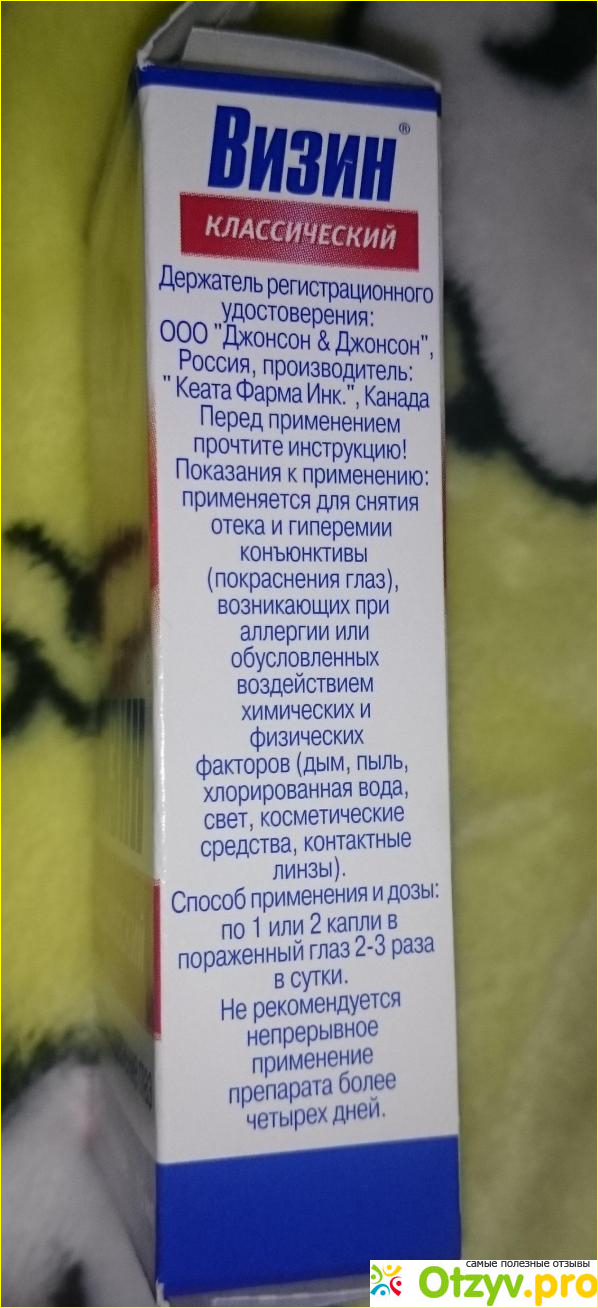 Визин®
КЛАССИЧЕСКИЙ
Держатель регистрационного
удостоверения:
ООО "Джонсон & Джонсон",
Россия, производитель:
"Кеата Фарма Инк.", Канада
Перед применением
прочтите инструкцию!
Показания к применению:
применяется для снятия
отека и гиперемии
конъюнктивы
(покраснения глаз),
возникающих при
аллергии или
обусловленных
воздействием
химических и
физических
факторов (дым, пыль,
хлорированная вода,
свет, косметические
средства, контактные
линзы).
Способ применения и дозы:
по 1 или 2 капли в
пораженный глаз 2-3 раза
в сутки.
Не рекомендуется
непрерывное
применение
препарата более
четырех дней.
самые полезные отзывы
Otzyv.pro